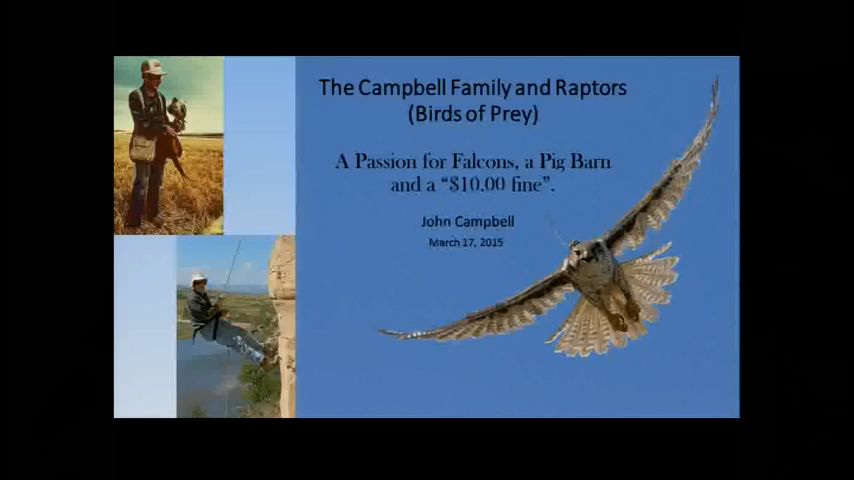 The Campbell Family and Raptors
(Birds of Prey)
A Passion for Falcons, a Pig Barn
and a “$10.00 fine”.
John Campbell
March 17, 2015